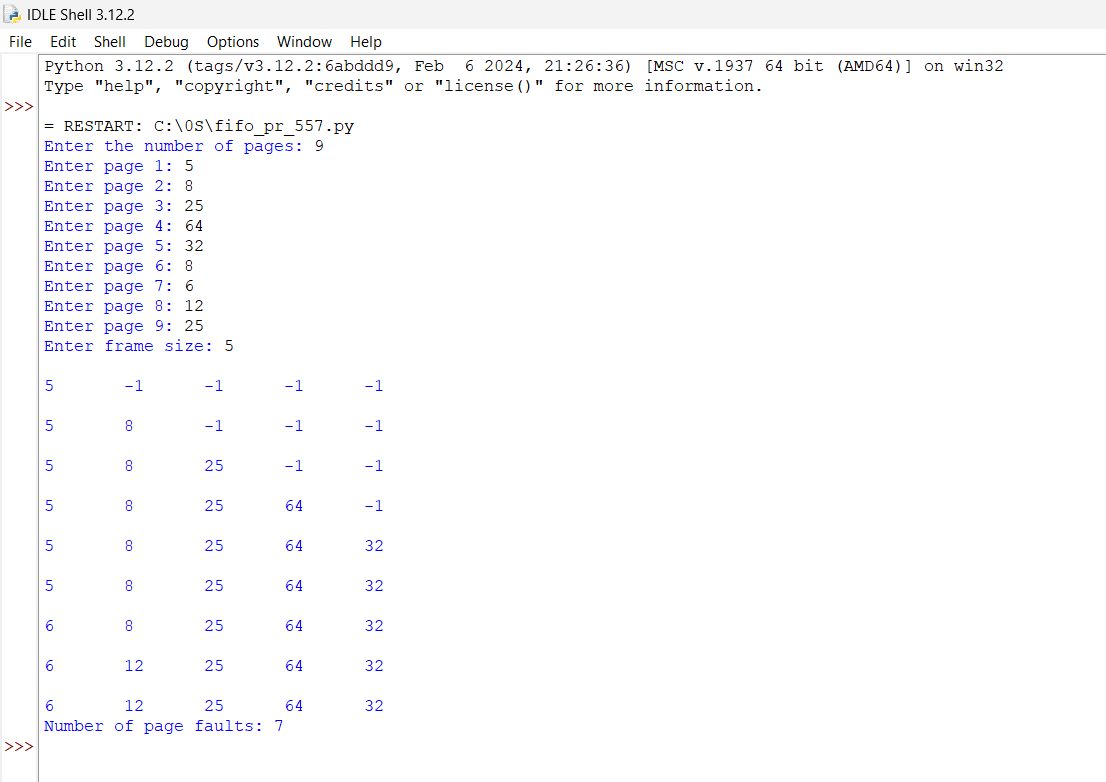 IDLE Shell 3.12.2
File Edit Shell Debug Options Window Help
Python 3.12.2 (tags/v3.12.2:6abddd9, Feb  6 2024, 21:26:36) [MSC v.1937 64 bit (AMD64)] on win32
Type "help", "copyright", "credits" or "license()" for more information.
>>>
= RESTART: C:\0S\fifo_pr_557.py
Enter the number of pages: 9
Enter page 1: 5
Enter page 2: 8
Enter page 3: 25
Enter page 4: 64
Enter page 5: 32
Enter page 6: 8
Enter page 7: 6
Enter page 8: 12
Enter page 9: 25
Enter frame size: 5
5 -1 -1 -1 -1
5 8 -1 -1 -1
5 8 25 -1 -1
5 8 25 64 -1
5 8 25 64 32
5 8 25 64 32
6 8 25 64 32
6 12 25 64 32
6 12 25 64 32
Number of page faults: 7
>>>